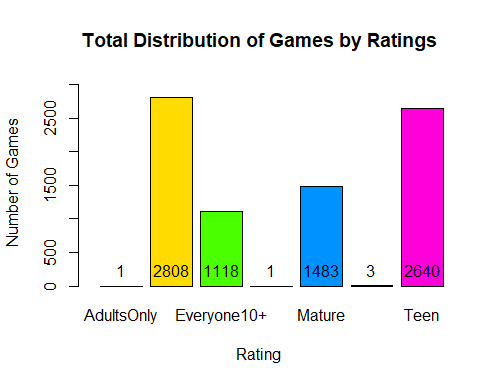 Total Distribution of Games by Ratings
Number of Games
2500
1500
500
0
1 2808 1118 1 1483 3 2640
AdultsOnly Everyone10+ Mature Teen
Rating